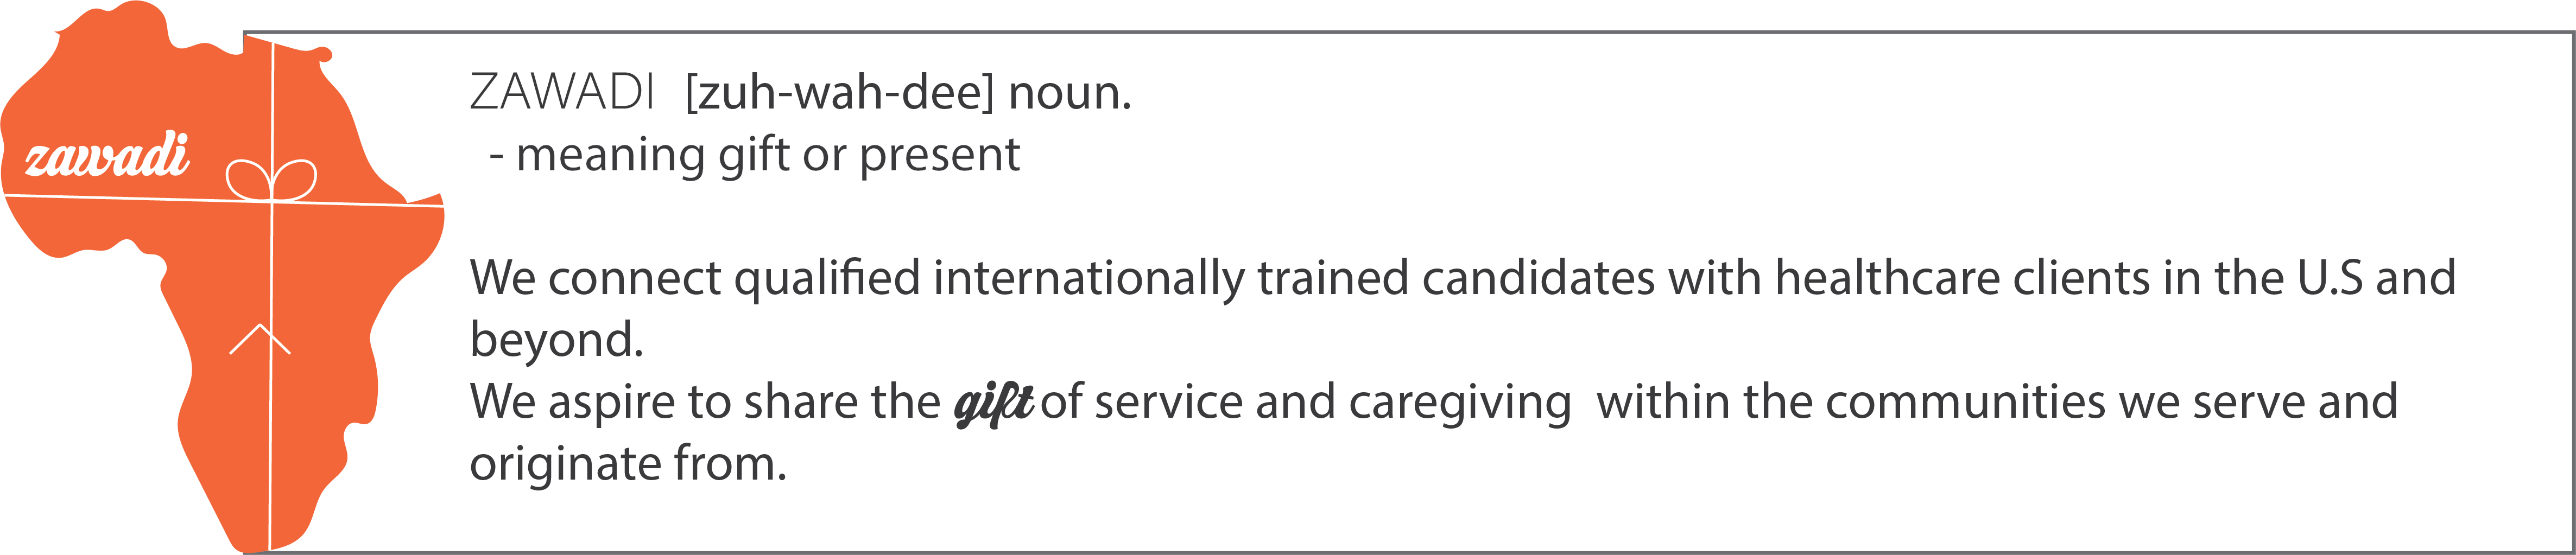 zawadi
ZAWADI [zuh-wah-dee] noun.
- meaning gift or present
We connect qualified internationally trained candidates with healthcare clients in the U.S and
beyond.
We aspire to share the gift of service and caregiving within the communities we serve and
originate from.